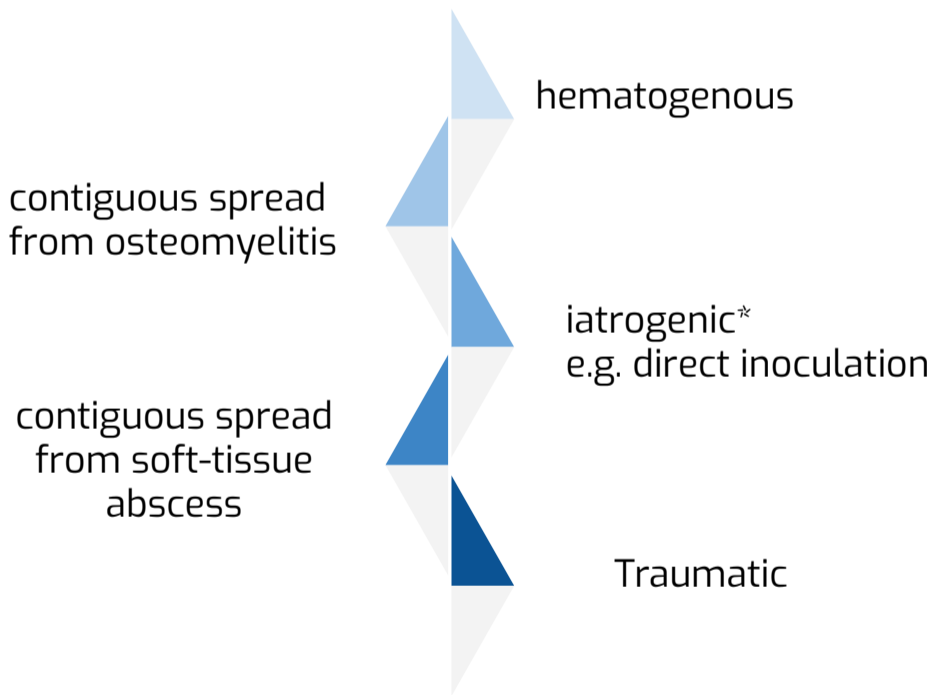 hematogenous
contiguous spread
from osteomyelitis
iatrogenic*
e.g. direct inoculation
contiguous spread
from soft-tissue
abscess
Traumatic